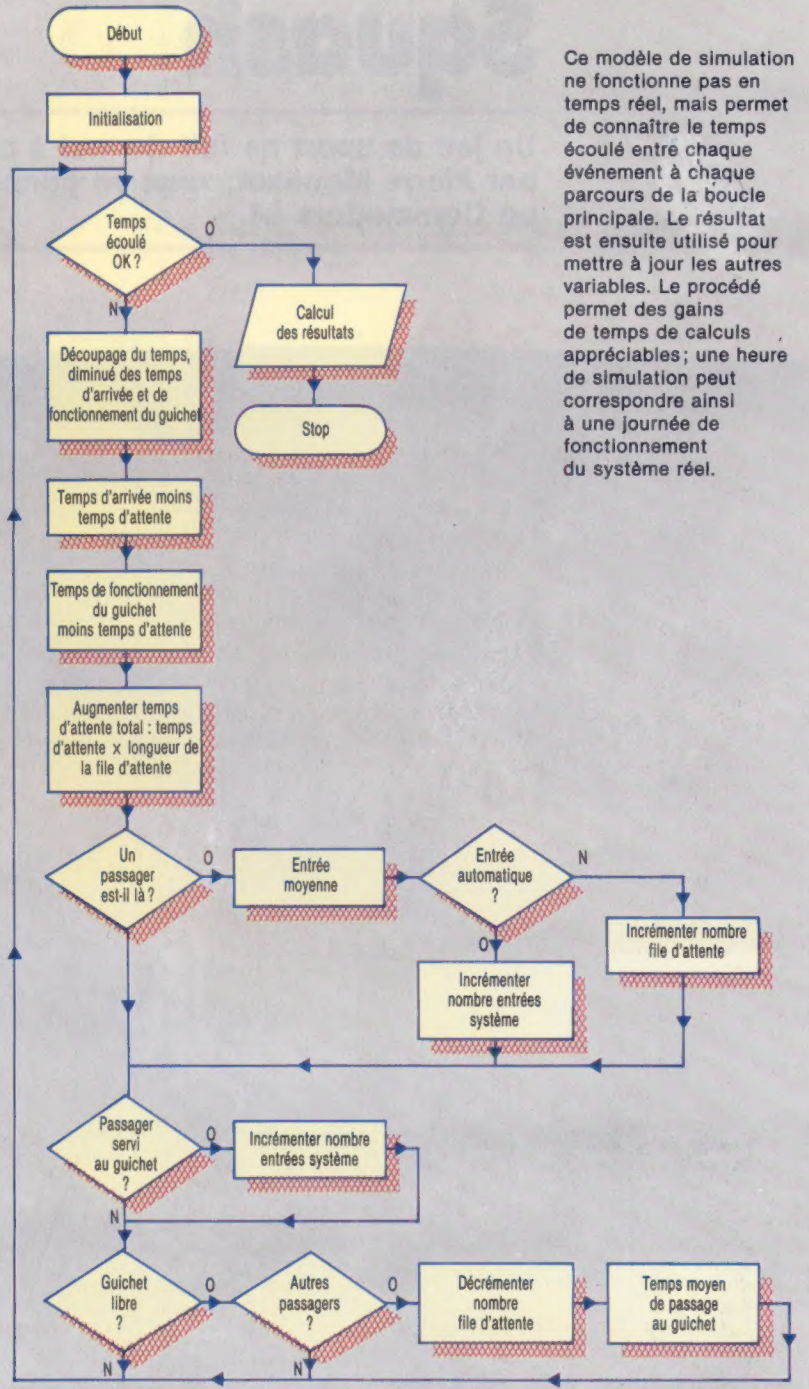 Début
Initialisation
Temps
écoulé
OK ?
O
N
Calcul
des résultats
Stop
Découpage du temps,
diminué des temps
d'arrivée et de
fonctionnement du guichet
Temps d'arrivée moins
temps d'attente
Temps de fonctionnement
du guichet
moins temps d'attente
Augmenter temps
d'attente total : temps
d'attente x longueur de
la file d'attente
Un
passager
est-il là ?
O
Entrée
moyenne
Entrée
automatique
?
N
O
Incrémenter nombre
file d'attente
Incrémenter
nombre entrées
système
Passager
servi
au guichet
?
O
Incrémenter nombre
entrées système
N
Guichet
libre
?
O
N
Autres
passagers
?
O
N
Décrémenter
nombre
file d'attente
Temps moyen
de passage
au guichet
Ce modèle de simulation
ne fonctionne pas en
temps réel, mais permet
de connaître le temps
écoulé entre chaque
événement à chaque
parcours de la boucle
principale. Le résultat
est ensuite utilisé pour
mettre à jour les autres
variables. Le procédé
permet des gains
de temps de calculs
appréciables ; une heure
de simulation peut
correspondre ainsi
à une journée de
fonctionnement
du système réel.